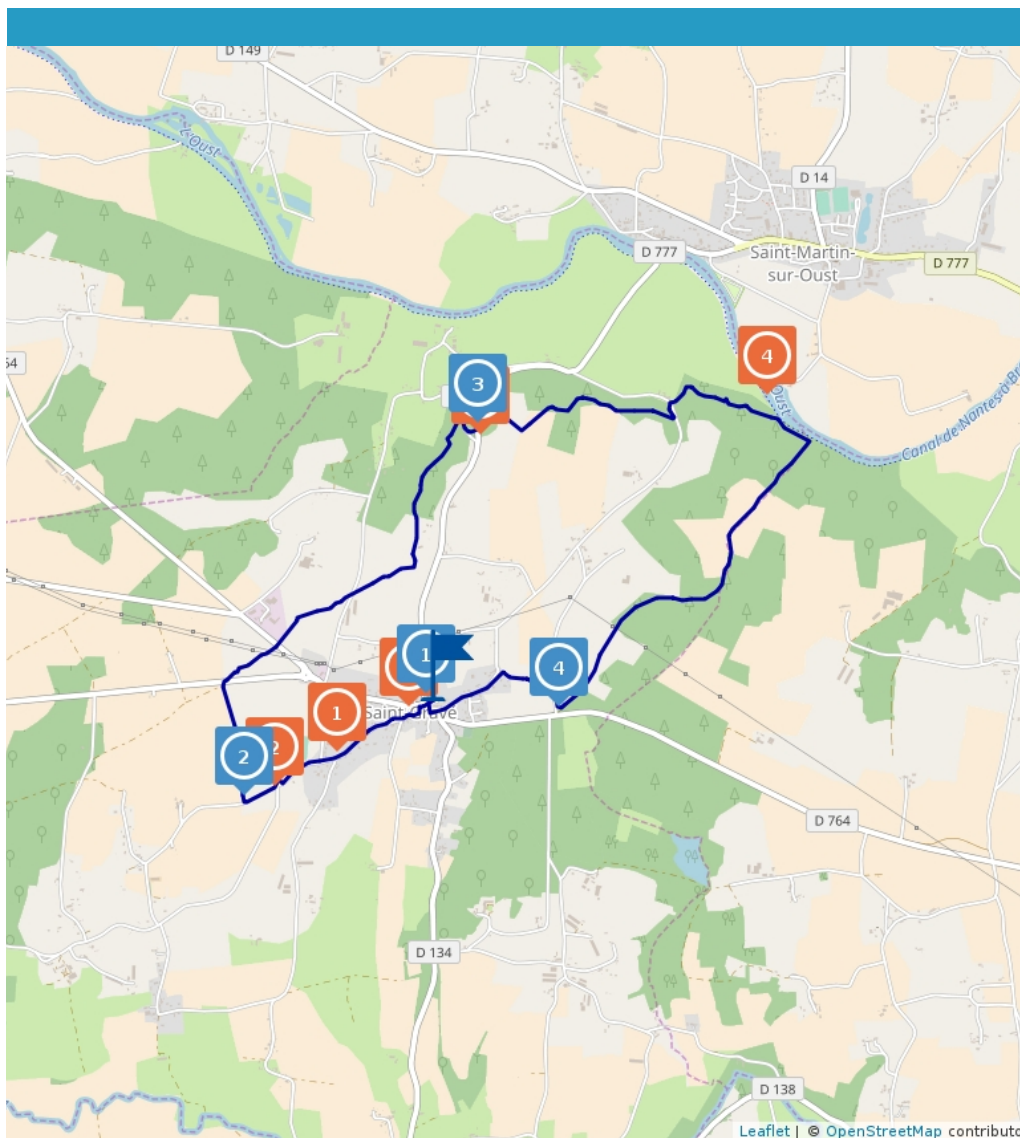 D 149
L'Oust
D 14
D 777
Saint-Martin-
sur-Oust
D 777
4
3
Oust
Canal de Nantes à Br
1
4
1
Saint-Gravé
2
2
D 764
D 134
D 138
Leaflet | © OpenStreetMap contributo